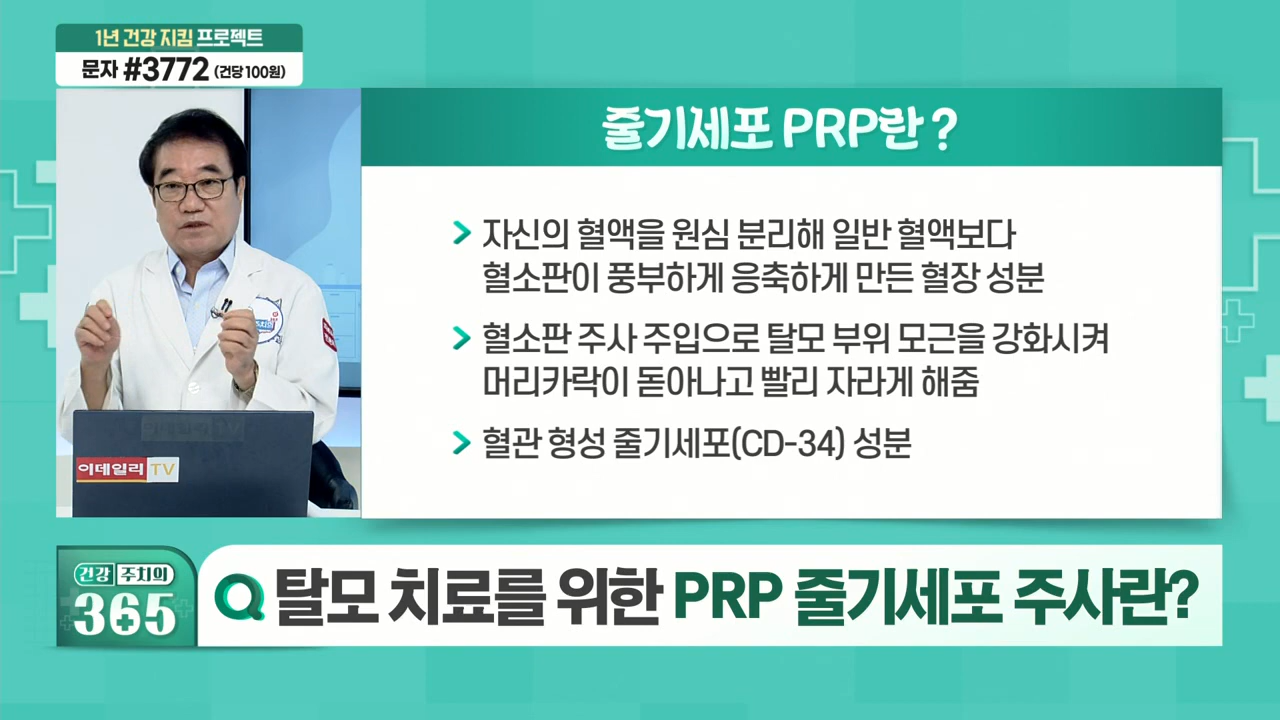 1년 건강 지킴 프로젝트
문자 #3772 (건당 100원)
줄기세포 PRP란?
자신의 혈액을 원심 분리해 일반 혈액보다
혈소판이 풍부하게 응축하게 만든 혈장 성분
혈소판 주사 주입으로 탈모 부위 모근을 강화시켜
머리카락이 돋아나고 빨리 자라게 해줌
혈관 형성 줄기세포(CD-34) 성분
이데일리 TV
건강 주치의
365
Q 탈모 치료를 위한 PRP 줄기세포 주사란?